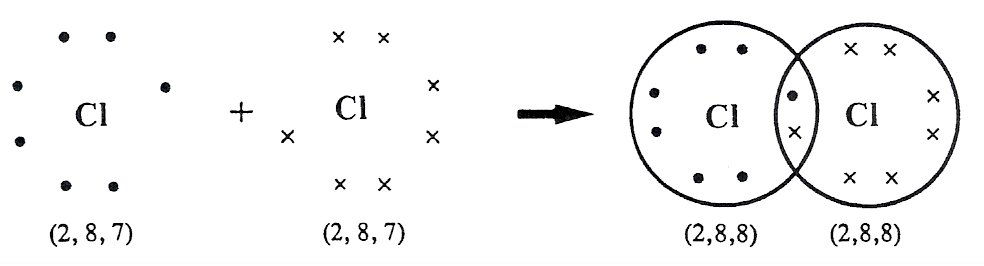 Cl + Cl Cl Cl
(2, 8, 7) (2, 8, 7) (2,8,8) (2,8,8)